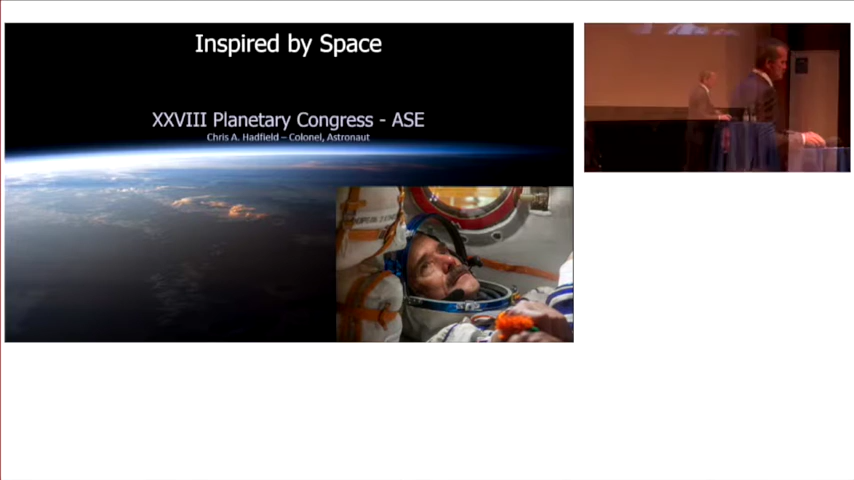 Inspired by Space
XXVIII Planetary Congress - ASE
Chris A. Hadfield – Colonel, Astronaut